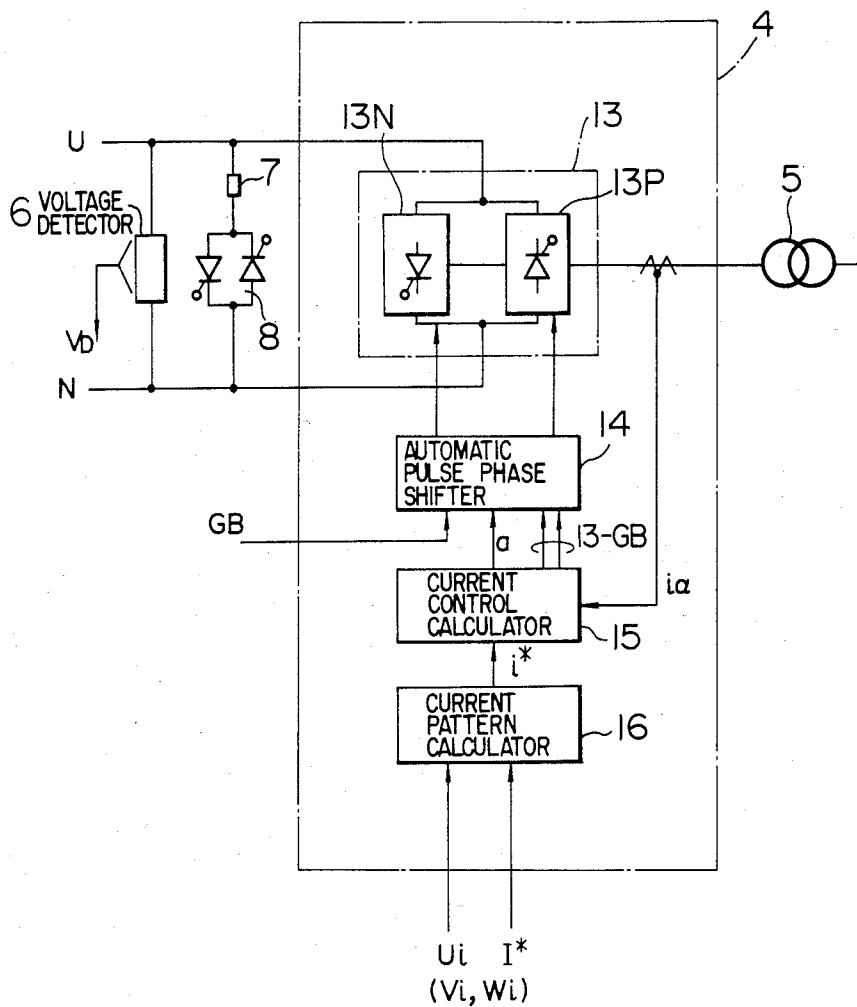 4
13N
13
U
7
13P
5
6 VOLTAGE
DETECTOR
8
VD
N
14
AUTOMATIC
PULSE PHASE
SHIFTER
GB
a
13-GB
CURRENT
CONTROL
CALCULATOR
iα
15
i*
CURRENT
PATTERN
CALCULATOR
16
Ui I*
(Vi, Wi)